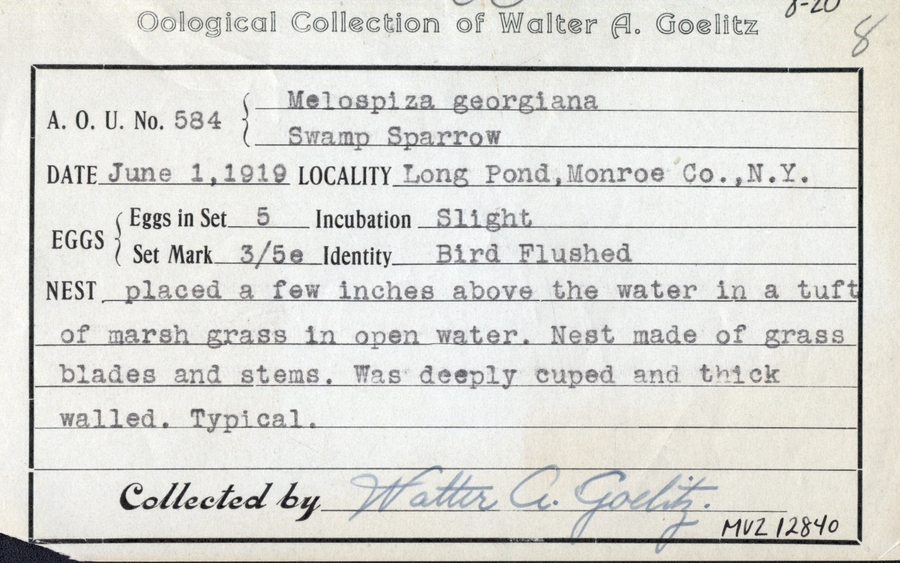 8-20
Oological Collection of Walter A. Goelitz
8
A. O. U. No. 584 { Melospiza georgiana
Swamp Sparrow
DATE June 1,1919 LOCALITY Long Pond,Monroe Co.,N.Y.
EGGS { Eggs in Set 5 Incubation Slight
Set Mark 3/5e Identity Bird Flushed
NEST placed a few inches above the water in a tuft
of marsh grass in open water. Nest made of grass
blades and stems. Was deeply cuped and thick
walled. Typical.
Collected by Walter A. Goelitz.
MVZ 12840